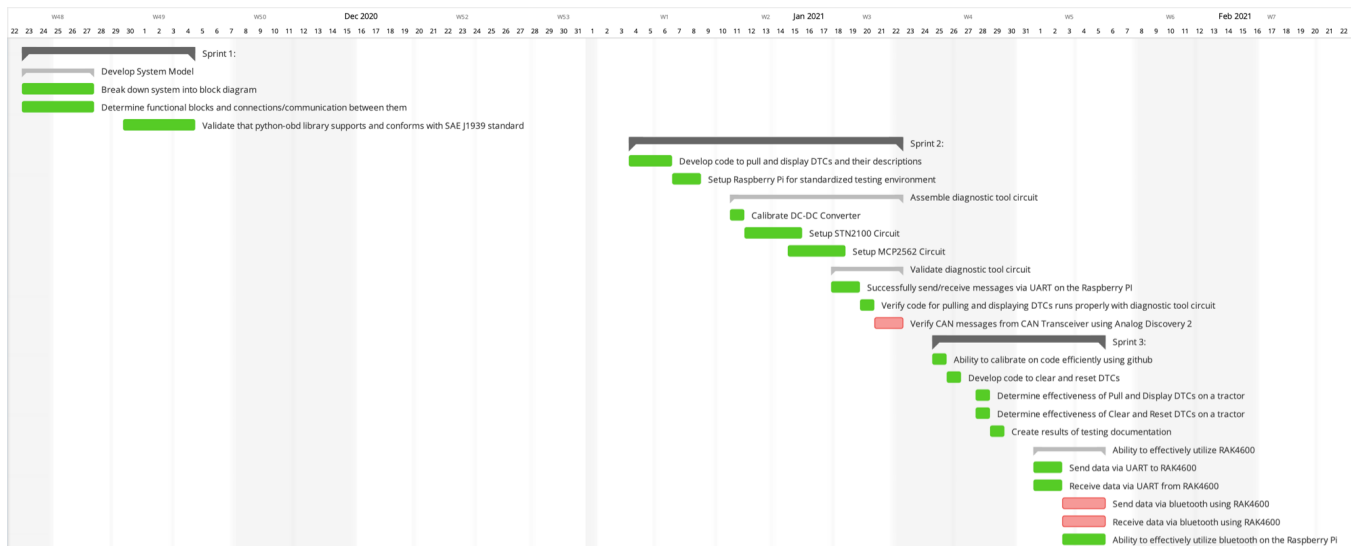 W48 W49 W50 Dec 2020 W52 W53 W1 W2 Jan 2021 W3 W4 W5 W6 Feb 2021 W7
22 23 24 25 26 27 28 29 30 1 2 3 4 5 6 7 8 9 10 11 12 13 14 15 16 17 18 19 20 21 22 23 24 25 26 27 28 29 30 31 1 2 3 4 5 6 7 8 9 10 11 12 13 14 15 16 17 18 19 20 21 22 23 24 25 26 27 28 29 30 31 1 2 3 4 5 6 7 8 9 10 11 12 13 14 15 16 17 18 19 20 21 22
Sprint 1:
Develop System Model
Break down system into block diagram
Determine functional blocks and connections/communication between them
Validate that python-obd library supports and conforms with SAE J1939 standard
Sprint 2:
Develop code to pull and display DTCs and their descriptions
Setup Raspberry Pi for standardized testing environment
Assemble diagnostic tool circuit
Calibrate DC-DC Converter
Setup STN2100 Circuit
Setup MCP2562 Circuit
Validate diagnostic tool circuit
Successfully send/receive messages via UART on the Raspberry PI
Verify code for pulling and displaying DTCs runs properly with diagnostic tool circuit
Verify CAN messages from CAN Transceiver using Analog Discovery 2
Sprint 3:
Ability to calibrate on code efficiently using github
Develop code to clear and reset DTCs
Determine effectiveness of Pull and Display DTCs on a tractor
Determine effectiveness of Clear and Reset DTCs on a tractor
Create results of testing documentation
Ability to effectively utilize RAK4600
Send data via UART to RAK4600
Receive data via UART from RAK4600
Send data via bluetooth using RAK4600
Receive data via bluetooth using RAK4600
Ability to effectively utilize bluetooth on the Raspberry Pi